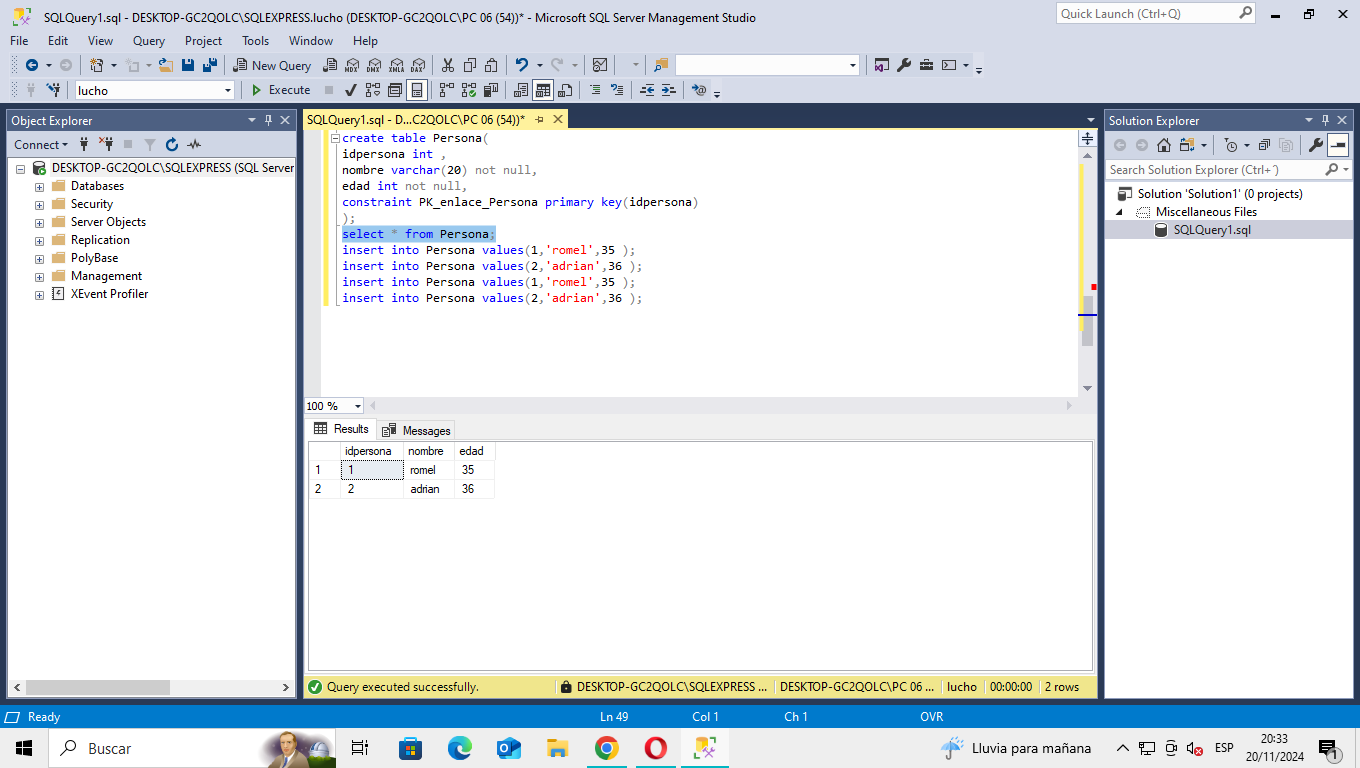 SQLQuery1.sql - DESKTOP-GC2QOLC\SQLEXPRESS.lucho (DESKTOP-GC2QOLC\PC 06 (54))* - Microsoft SQL Server Management Studio
Quick Launch (Ctrl+Q)
File Edit View Query Project Tools Window Help
New Query MDX DMX XMLA DAX
lucho Execute
Object Explorer
SQLQuery1.sql - D...C2QOLC\PC 06 (54))*
Solution Explorer
Connect
DESKTOP-GC2QOLC\SQLEXPRESS (SQL Server
Databases
Security
Server Objects
Replication
PolyBase
Management
XEvent Profiler
create table Persona(
idpersona int ,
nombre varchar(20) not null,
edad int not null,
constraint PK_enlace_Persona primary key(idpersona)
);
select * from Persona;
insert into Persona values(1,'romel',35 );
insert into Persona values(2,'adrian',36 );
insert into Persona values(1,'romel',35 );
insert into Persona values(2,'adrian',36 );
100 %
Results Messages
idpersona nombre edad
1 1 romel 35
2 2 adrian 36
Query executed successfully.
DESKTOP-GC2QOLC\SQLEXPRESS ... DESKTOP-GC2QOLC\PC 06 ... lucho 00:00:00 2 rows
Search Solution Explorer (Ctrl+´)
Solution 'Solution1' (0 projects)
Miscellaneous Files
SQLQuery1.sql
Ready Ln 49 Col 1 Ch 1 OVR
Buscar
Lluvia para mañana
ESP
20:33
20/11/2024
1